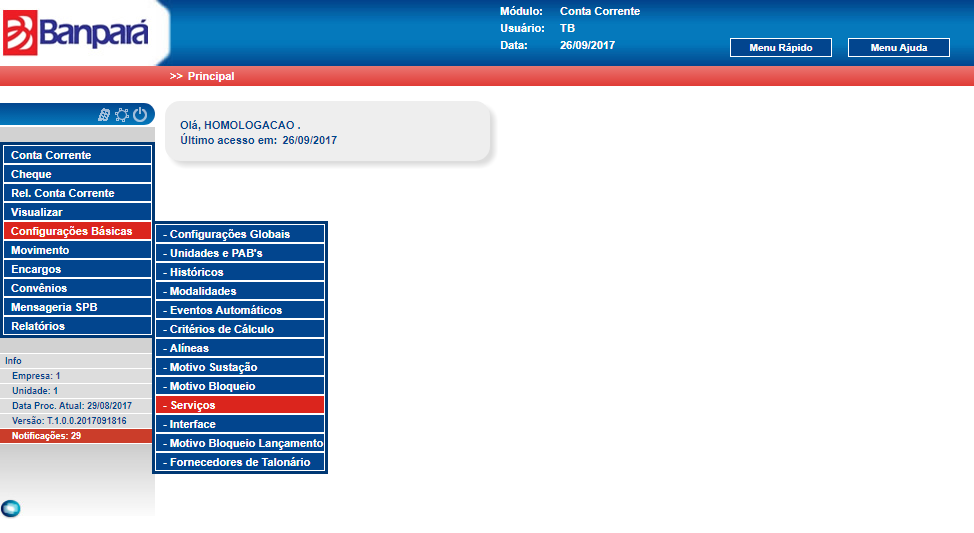 Banpará
Módulo: Conta Corrente
Usuário: TB
Data: 26/09/2017
Menu Rápido
Menu Ajuda
>> Principal
Olá, HOMOLOGACAO .
Último acesso em: 26/09/2017
Conta Corrente
Cheque
Rel. Conta Corrente
Visualizar
Configurações Básicas
Movimento
Encargos
Convênios
Mensageria SPB
Relatórios
- Configurações Globais
- Unidades e PAB's
- Históricos
- Modalidades
- Eventos Automáticos
- Critérios de Cálculo
- Alíneas
- Motivo Sustação
- Motivo Bloqueio
- Serviços
- Interface
- Motivo Bloqueio Lançamento
- Fornecedores de Talonário
Info
Empresa: 1
Unidade: 1
Data Proc. Atual: 29/08/2017
Versão: T.1.0.0.2017091816
Notificações: 29